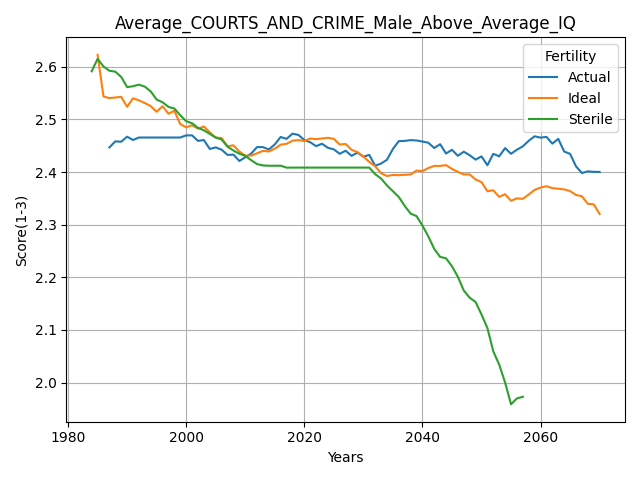 Average_COURTS_AND_CRIME_Male_Above_Average_IQ
Fertility
Actual
Ideal
Sterile
Score(1-3)
2.6
2.5
2.4
2.3
2.2
2.1
2.0
1980
2000
2020
2040
2060
Years